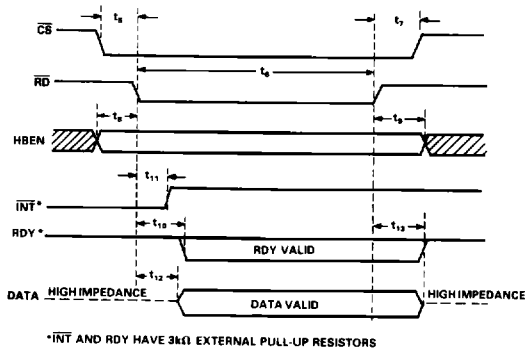 t₅
t₇
CS
t₆
RD
t₈
t₉
HBEN
t₁₁
INT*
t₁₀
t₁₃
RDY*
RDY VALID
t₁₂
HIGH IMPEDANCE
HIGH IMPEDANCE
DATA
DATA VALID
*INT AND RDY HAVE 3kΩ EXTERNAL PULL-UP RESISTORS